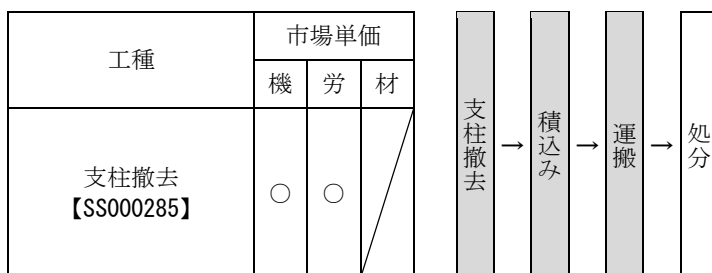 工種
市場単価
機 労 材
支柱撤去
【SS000285】
○ ○
支柱撤去 → 積込み → 運搬 → 処分